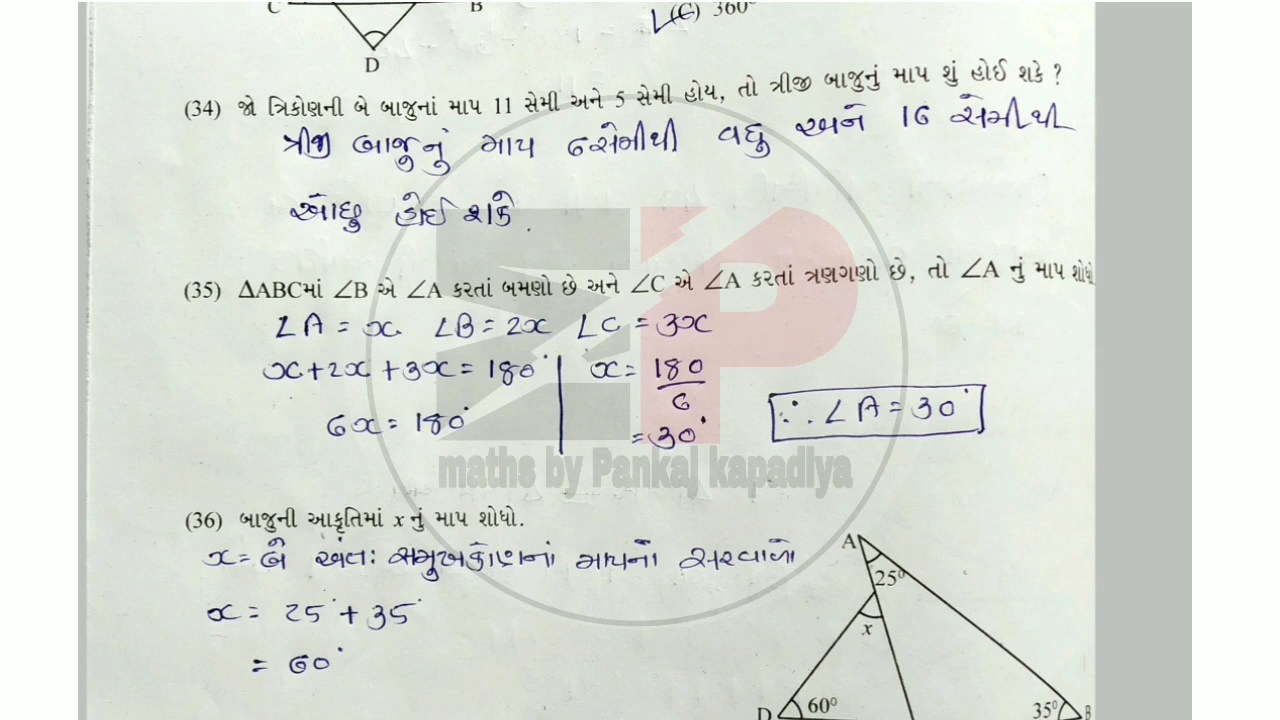 C B (C) 360°
D
(34) જો ત્રિકોણની બે બાજુનાં માપ 11 સેમી અને 5 સેમી હોય, તો ત્રીજી બાજુનું માપ શું હોઈ શકે ?
ત્રીજી બાજુનું માપ 6સેમીથી વધુ અને 16 સેમીથી
ઓછુ હોઈ શકે.
(35) ΔABCમાં ∠B એ ∠A કરતાં બમણો છે અને ∠C એ ∠A કરતાં ત્રણગણો છે, તો ∠A નું માપ શોધો
∠A = x ∠B = 2x ∠C = 3x
x+2x+3x = 180° x = 180/6
6x = 180° = 30° ∴ ∠A = 30°
maths by Pankaj kapadiya
(36) બાજુની આકૃતિમાં x નું માપ શોધો.
x = બે અંતઃ સમુખકોણનાં માપનો સરવાળો
A
25°
x = 25° + 35°
x
= 60°
D 60° 35° B